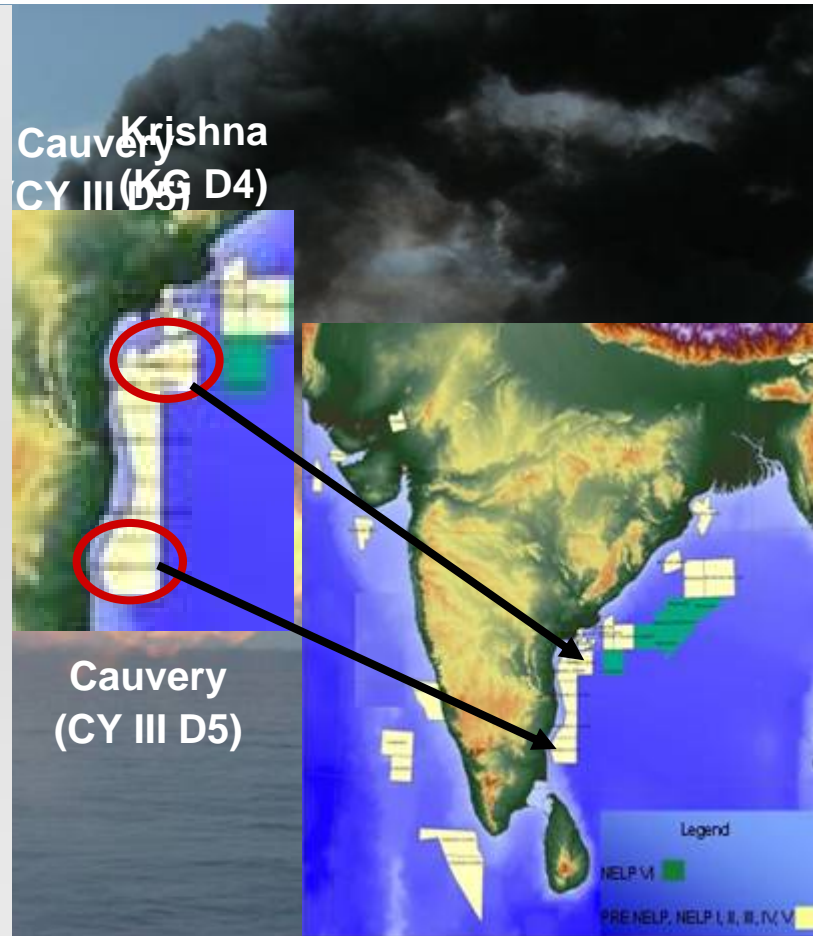 Cauvery
(CY III D5)
Krishna
(KG D4)
Cauvery
(CY III D5)
Legend
NELP VI
PRE NELP, NELP I, II, III, IV, V